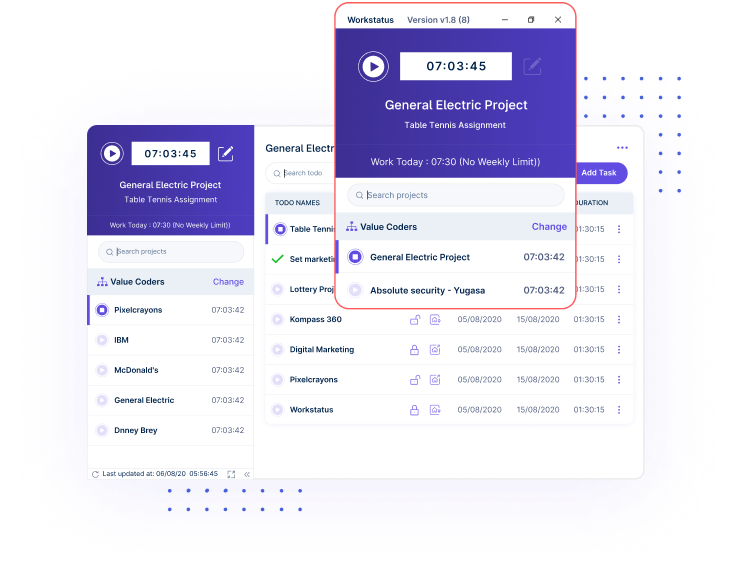 Workstatus Version v1.8 (8)
07:03:45
General Electric Project
Table Tennis Assignment
Work Today : 07:30 (No Weekly Limit))
Search projects
Value Coders Change
General Electric Project 07:03:42
Absolute security - Yugasa 07:03:42
07:03:45
General Electric Project
Table Tennis Assignment
Work Today : 07:30 (No Weekly Limit))
Search projects
Value Coders Change
Pixelcrayons 07:03:42
IBM 07:03:42
McDonald's 07:03:42
General Electric 07:03:42
Dnney Brey 07:03:42
Last updated at: 06/08/20 05:56:45
General Electr
Search todo Add Task
TODO NAMES DURATION
Table Tennis 01:30:15
Set marketin 01:30:15
Lottery Proj 01:30:15
Kompass 360 05/08/2020 15/08/2020 01:30:15
Digital Marketing 05/08/2020 15/08/2020 01:30:15
Pixelcrayons 05/08/2020 15/08/2020 01:30:15
Workstatus 05/08/2020 15/08/2020 01:30:15